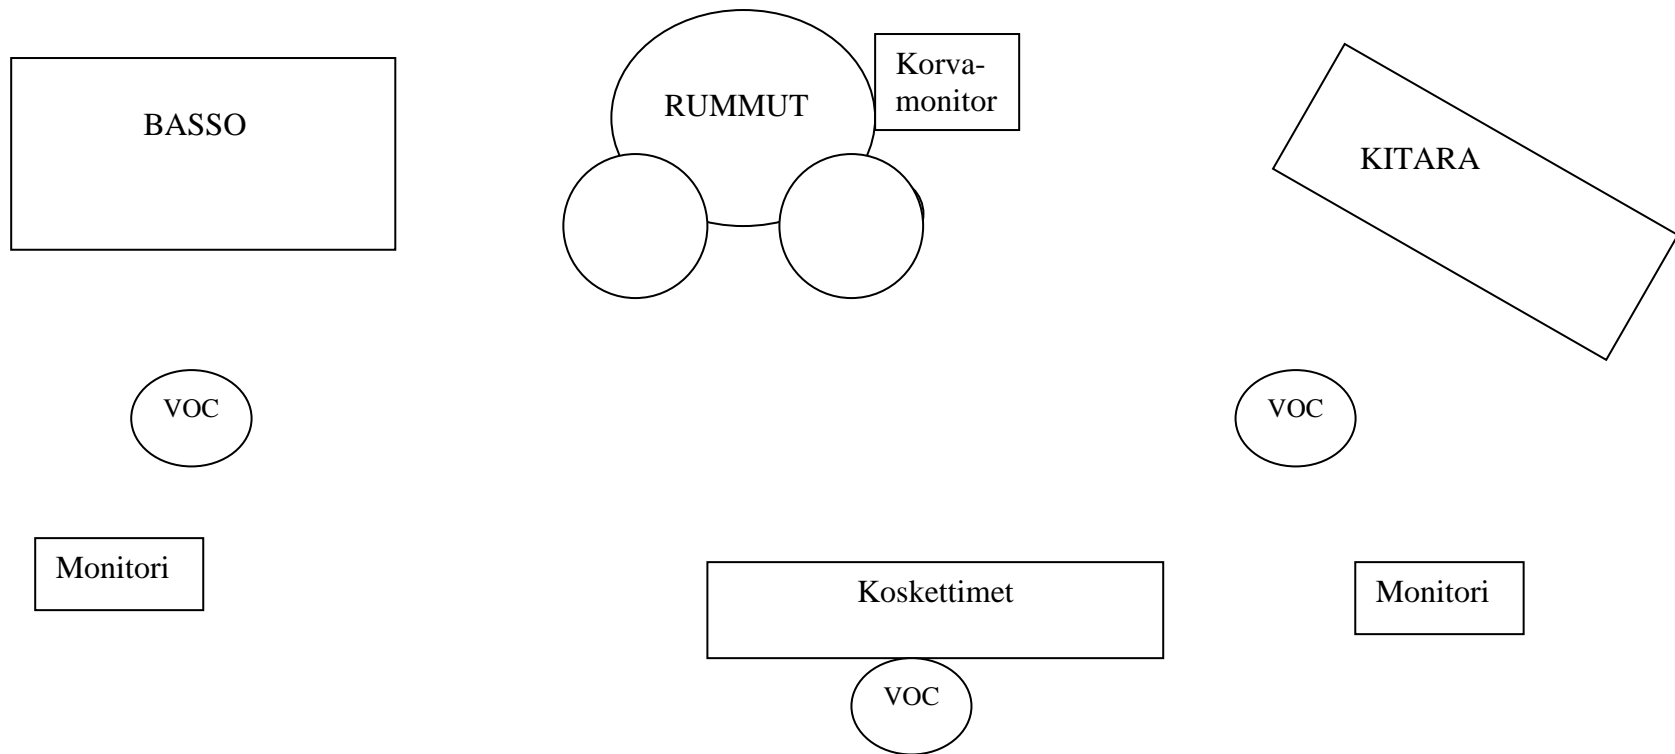 Korva-
monitor
RUMMUT
BASSO
KITARA
VOC
VOC
Monitori
Koskettimet
Monitori
VOC